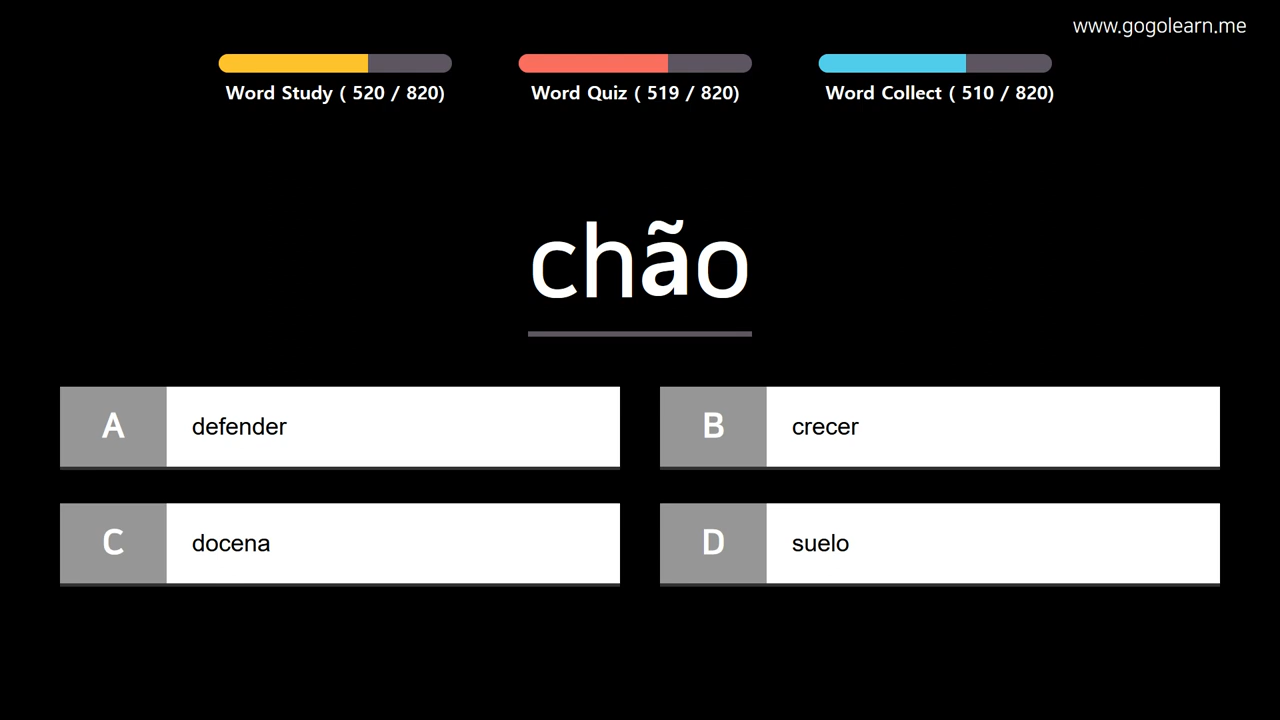 www.gogolearn.me
Word Study ( 520 / 820)
Word Quiz ( 519 / 820)
Word Collect ( 510 / 820)
chão
A defender
B crecer
C docena
D suelo